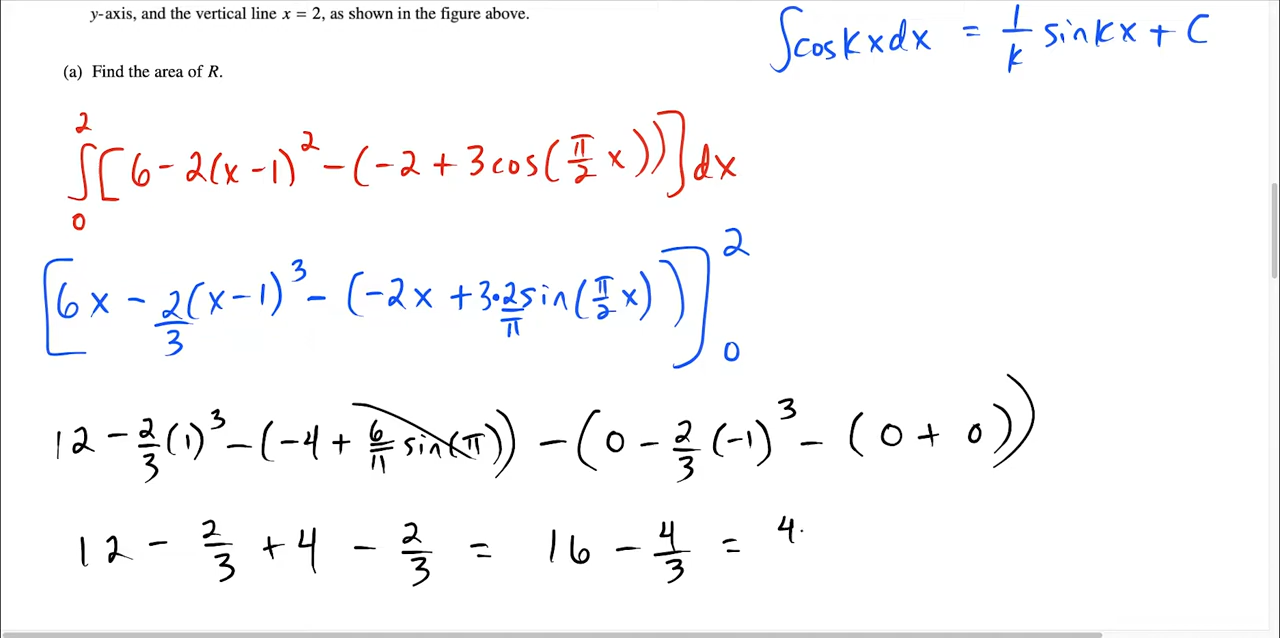 y-axis, and the vertical line x = 2, as shown in the figure above.
∫cos kx dx = 1/k sin kx + C
(a) Find the area of R.
∫₀² [6 - 2(x-1)² - (-2 + 3cos(π/2 x))] dx
[6x - 2/3 (x-1)³ - (-2x + 3·2/π sin(π/2 x))]₀²
12 - 2/3 (1)³ - (-4 + 6/π sin(π)) - (0 - 2/3 (-1)³ - (0 + 0))
12 - 2/3 + 4 - 2/3 = 16 - 4/3 = 4